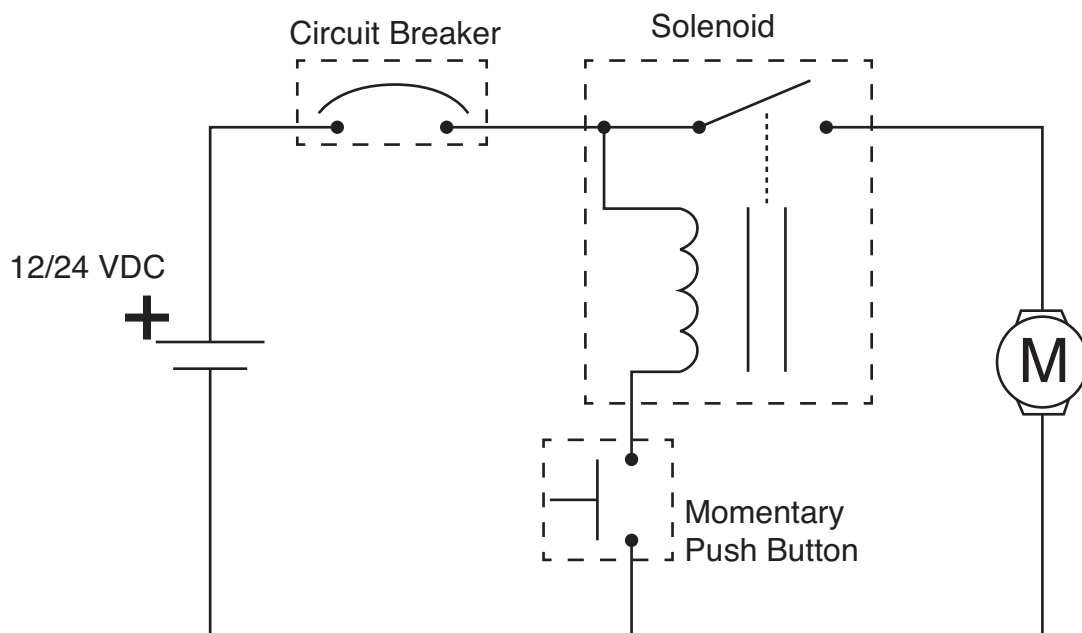 Circuit Breaker
Solenoid
12/24 VDC
+
M
Momentary
Push Button